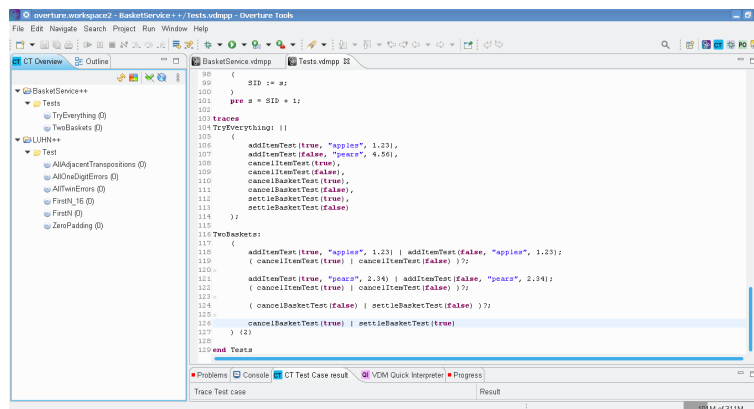 overture.workspace2 - BasketService++/Tests.vdmpp - Overture Tools
File Edit Navigate Search Project Run Window Help
CT Overview Outline
BasketService++
Tests
TryEverything (0)
TwoBaskets (0)
LUHN++
Test
AllAdjacentTranspositions (0)
AllOneDigitErrors (0)
AllTwinErrors (0)
FirstN_16 (0)
FirstN (0)
ZeroPadding (0)
BasketService.vdmpp Tests.vdmpp
98 (
99 SID := s;
100 )
101 pre s = SID + 1;
102
103 traces
104 TryEverything: ||
105 (
106 addItemTest(true, "apples", 1.23),
107 addItemTest(false, "pears", 4.56),
108 cancelItemTest(true),
109 cancelItemTest(false),
110 cancelBasketTest(true),
111 cancelBasketTest(false),
112 settleBasketTest(true),
113 settleBasketTest(false)
114 );
115
116 TwoBaskets:
117 (
118 addItemTest(true, "apples", 1.23) | addItemTest(false, "apples", 1.23);
119 ( cancelItemTest(true) | cancelItemTest(false) )?;
120
121 addItemTest(true, "pears", 2.34) | addItemTest(false, "pears", 2.34);
122 ( cancelItemTest(true) | cancelItemTest(false) )?;
123
124 ( cancelBasketTest(false) | settleBasketTest(false) )?;
125
126 cancelBasketTest(true) | settleBasketTest(true)
127 ) {2}
128
129 end Tests
Problems Console CT Test Case result VDM Quick Interpreter Progress
Trace Test case Result